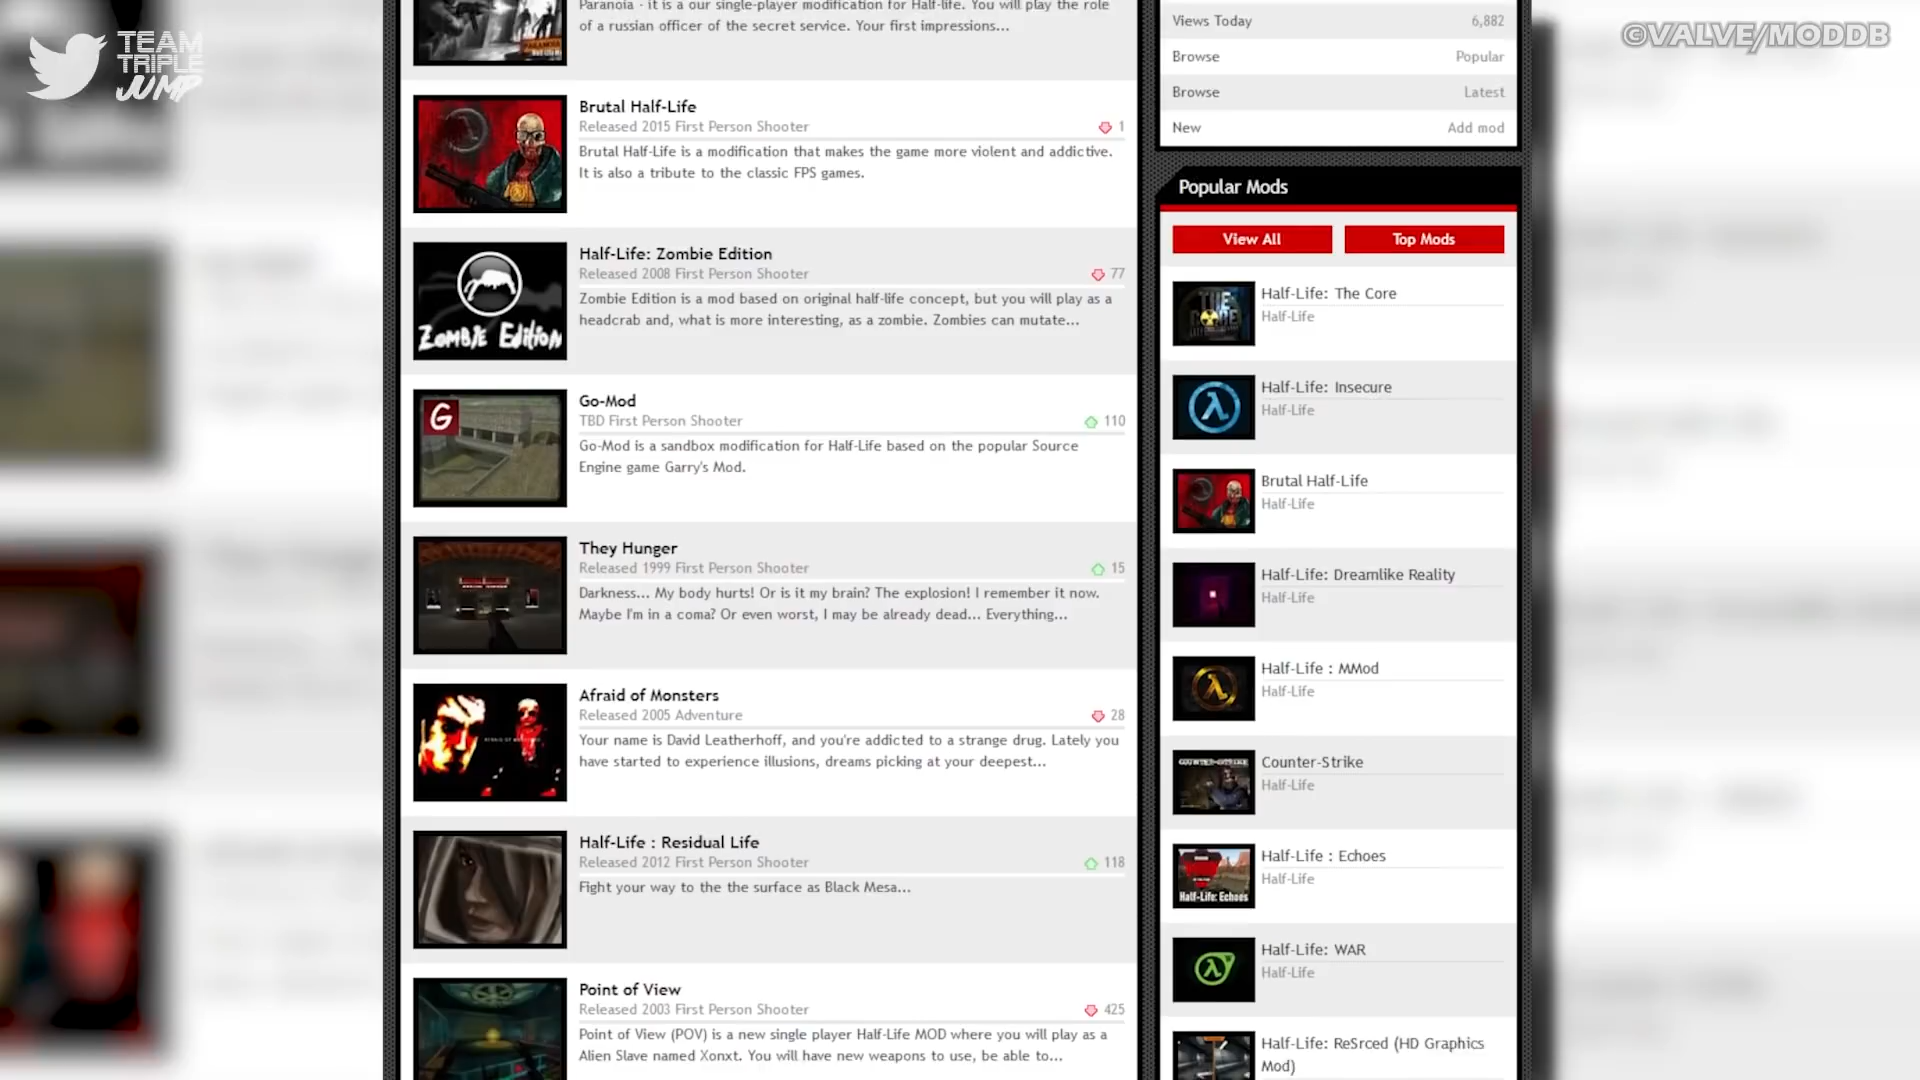 TEAM
TRIPLE
JUMP
©VALVE/MODDB
Paranoia - it is a our single-player modification for Half-life. You will play the role
of a russian officer of the secret service. Your first impressions...
PARANOIA
Brutal Half-Life
Released 2015 First Person Shooter
1
Brutal Half-Life is a modification that makes the game more violent and addictive.
It is also a tribute to the classic FPS games.
Half-Life: Zombie Edition
Released 2008 First Person Shooter
77
Zombie Edition is a mod based on original half-life concept, but you will play as a
headcrab and, what is more interesting, as a zombie. Zombies can mutate...
Zombie Edition
Go-Mod
TBD First Person Shooter
110
Go-Mod is a sandbox modification for Half-Life based on the popular Source
Engine game Garry's Mod.
G
They Hunger
Released 1999 First Person Shooter
15
Darkness... My body hurts! Or is it my brain? The explosion! I remember it now.
Maybe I'm in a coma? Or even worst, I may be already dead... Everything...
Afraid of Monsters
Released 2005 Adventure
28
Your name is David Leatherhoff, and you're addicted to a strange drug. Lately you
have started to experience illusions, dreams picking at your deepest...
Half-Life : Residual Life
Released 2012 First Person Shooter
118
Fight your way to the the surface as Black Mesa...
Point of View
Released 2003 First Person Shooter
425
Point of View (POV) is a new single player Half-Life MOD where you will play as a
Alien Slave named Xonxt. You will have new weapons to use, be able to...
Views Today
6,882
Browse
Popular
Browse
Latest
New
Add mod
Popular Mods
View All
Top Mods
Half-Life: The Core
Half-Life
THE
CORE
Half-Life: Insecure
Half-Life
Brutal Half-Life
Half-Life
Half-Life: Dreamlike Reality
Half-Life
Half-Life : MMod
Half-Life
Counter-Strike
Half-Life
COUNTER-STRIKE
Half-Life : Echoes
Half-Life
Half-Life: Echoes
Half-Life: WAR
Half-Life
Half-Life: ReSrced (HD Graphics
Mod)